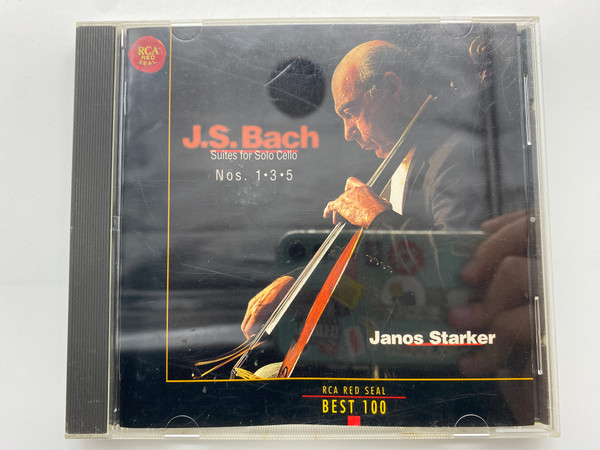 RCA
RED
SEAL
J.S. Bach
Suites for Solo Cello
Nos. 1•3•5
Janos Starker
RCA RED SEAL
BEST 100